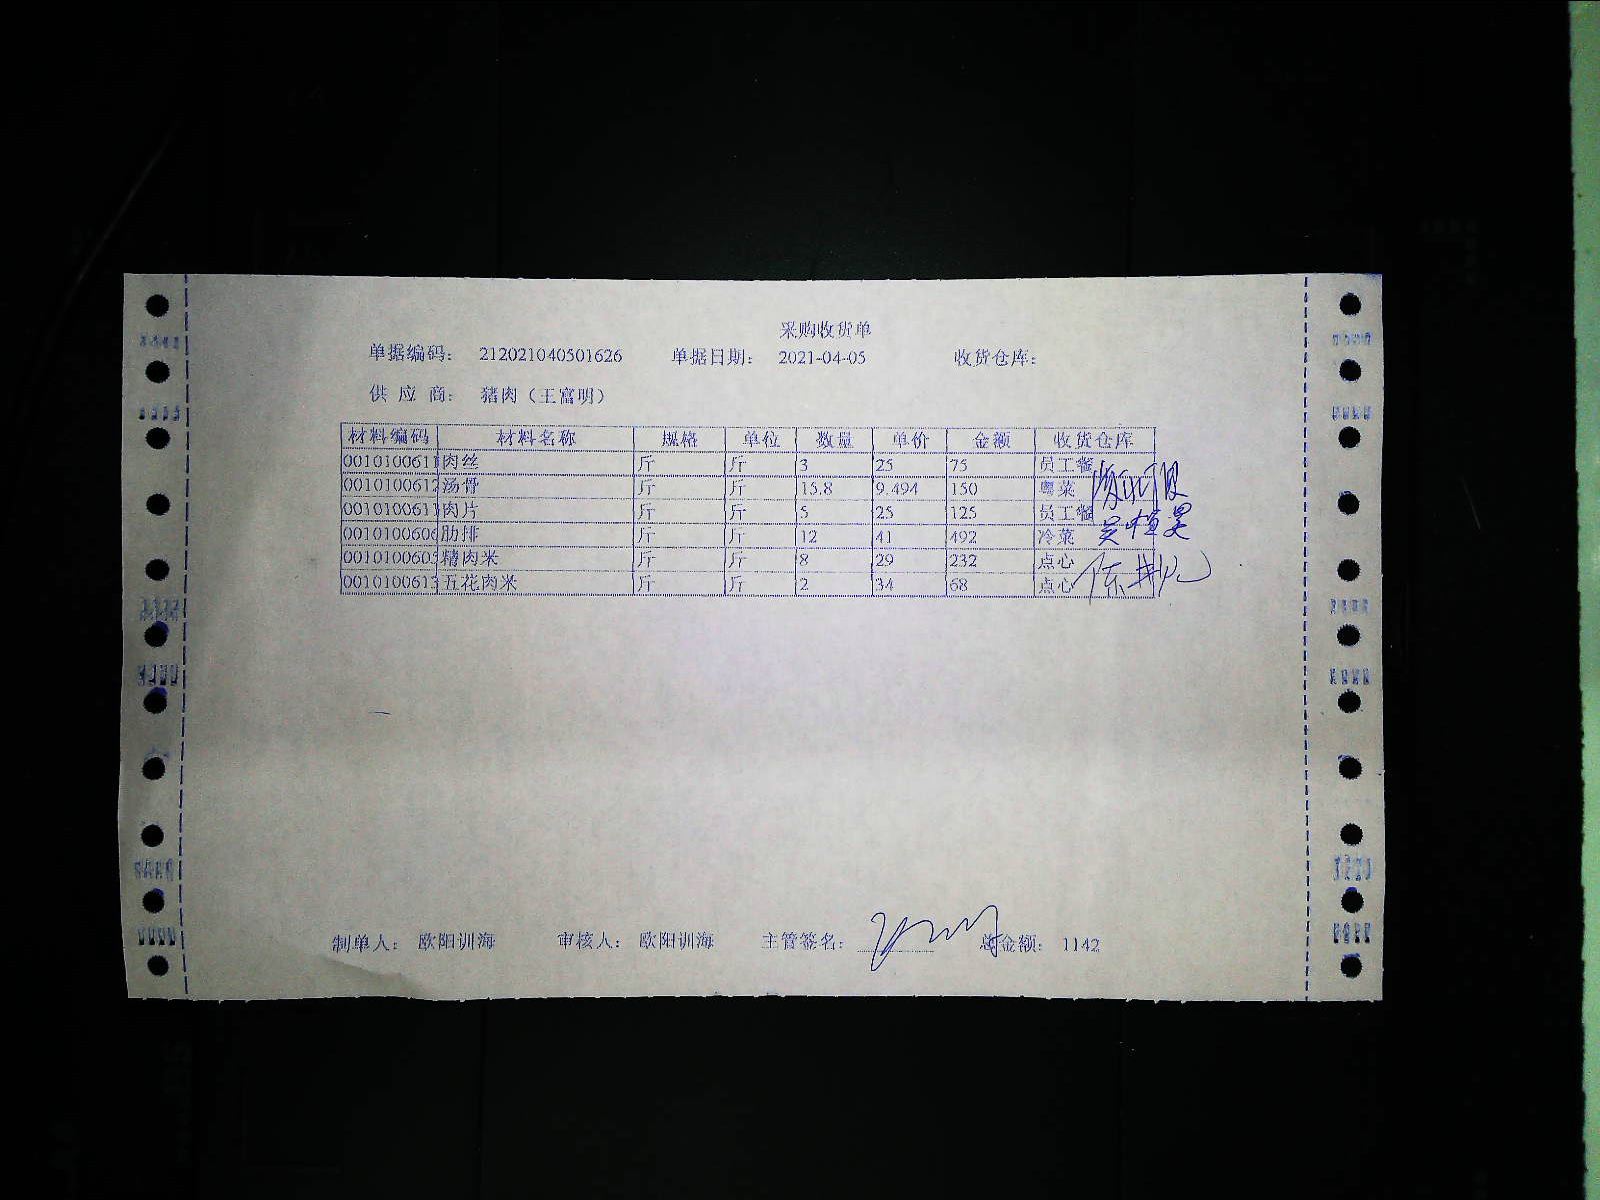 采购收货单
单据编码： 212021040501626 单据日期： 2021-04-05 收货仓库：
供 应 商： 猪肉（王富明）
材料编码 材料名称 规格 单位 数量 单价 金额 收货仓库
0010100611 肉丝 斤 斤 3 25 75 员工餐
0010100612 汤骨 斤 斤 15.8 9.494 150 粤菜
0010100611 肉片 斤 斤 5 25 125 员工餐
0010100606 肋排 斤 斤 12 41 492 冷菜
0010100605 精肉米 斤 斤 8 29 232 点心
0010100613 五花肉米 斤 斤 2 34 68 点心
制单人： 欧阳训海 审核人： 欧阳训海 主管签名： 总金额： 1142